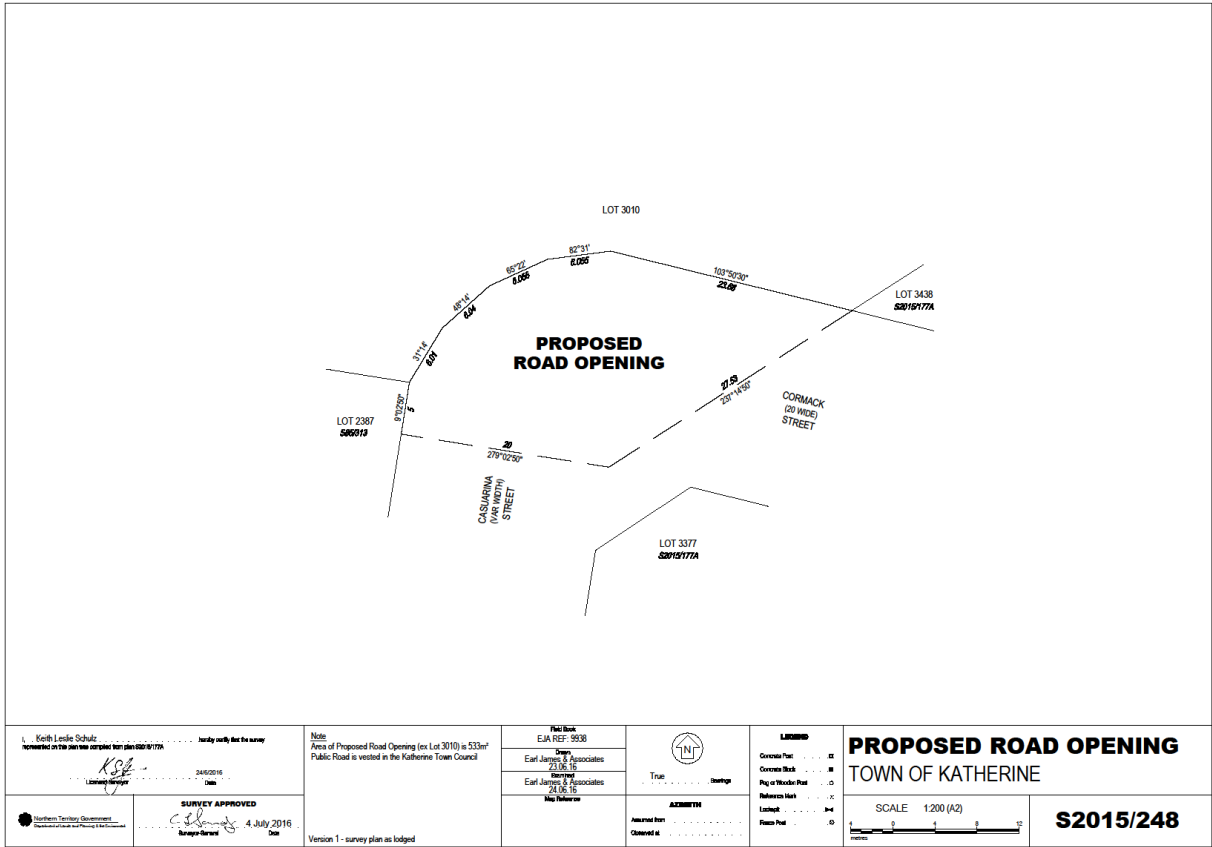 LOT 3010
82°31'
6.055
65°22'
6.055
48°14'
6.04
31°14'
6.01
103°50'30"
23.68
LOT 3438
S2015/177A
PROPOSED
ROAD OPENING
9°02'50"
5
LOT 2387
S86/313
27.53
237°14'50"
CORMACK
(20 WIDE)
STREET
20
279°02'50"
CASUARINA
(VAR WIDTH)
STREET
LOT 3377
S2015/177A
I, Keith Leslie Schulz hereby certify that the survey
represented on this plan was compiled from plan
Licensed Surveyor
24/6/2016
Date
Northern Territory Government
SURVEY APPROVED
4 July 2016
Surveyor-General
Date
Note
Area of Proposed Road Opening (ex Lot 3010) is 533m²
Public Road is vested in the Katherine Town Council
Version 1 - survey plan as lodged
Field Book
EJA REF: 9938
Drawn
Earl James & Associates
23.06.16
Examined
Earl James & Associates
24.06.16
Map Reference
N
True Bearings
AZIMUTH
Assumed from
Observed at
LEGEND
Concrete Post
Concrete Block
Peg or Wooden Post
Reference Mark
Lockspit
Fence Post
PROPOSED ROAD OPENING
TOWN OF KATHERINE
SCALE 1:200 (A2)
4 0 4 8 12
metres
S2015/248